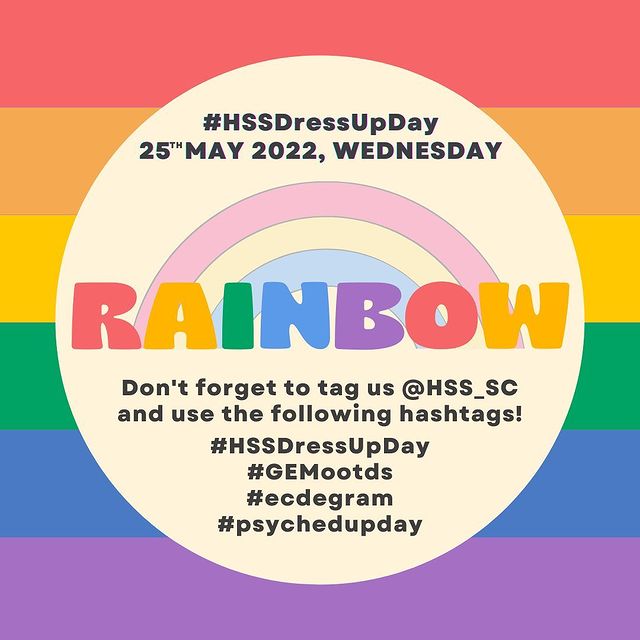 #HSSDressUpDay
25TH MAY 2022, WEDNESDAY
RAINBOW
Don't forget to tag us @HSS_SC
and use the following hashtags!
#HSSDressUpDay
#GEMootds
#ecdegram
#psychedupday